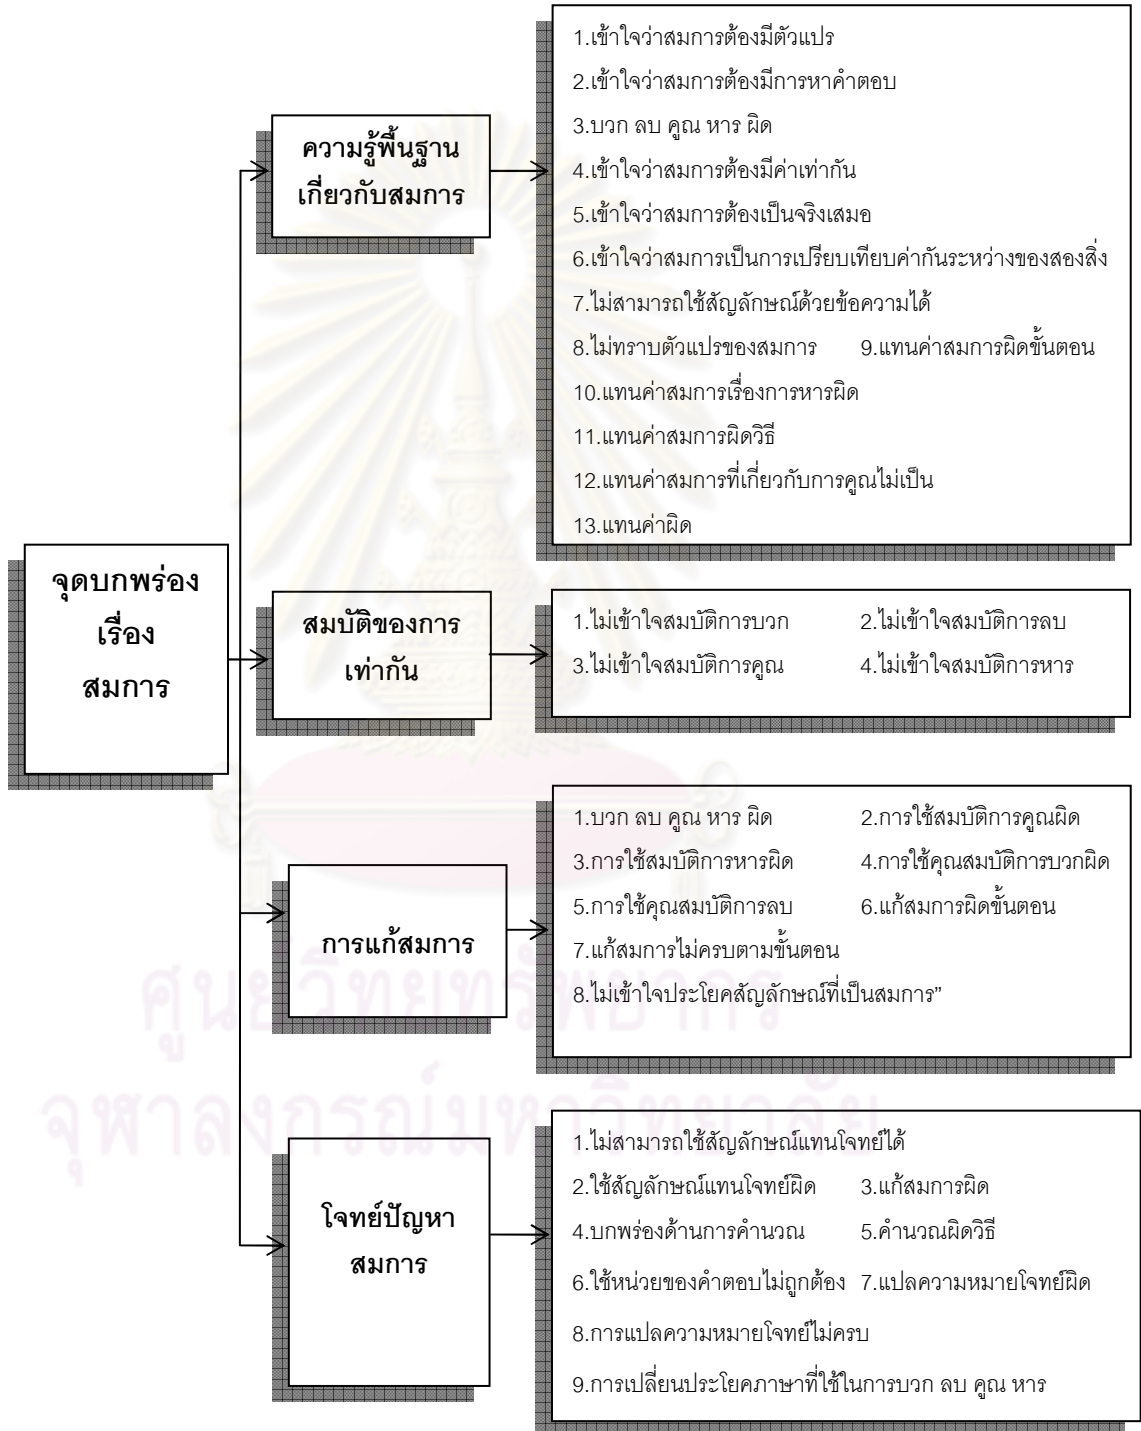 จุดบกพร่อง
เรื่อง
สมการ
ความรู้พื้นฐาน
เกี่ยวกับสมการ
1.เข้าใจว่าสมการต้องมีตัวแปร
2.เข้าใจว่าสมการต้องมีการหาคำตอบ
3.บวก ลบ คูณ หาร ผิด
4.เข้าใจว่าสมการต้องมีค่าเท่ากัน
5.เข้าใจว่าสมการต้องเป็นจริงเสมอ
6.เข้าใจว่าสมการเป็นการเปรียบเทียบค่ากันระหว่างของสองสิ่ง
7.ไม่สามารถใช้สัญลักษณ์ด้วยข้อความได้
8.ไม่ทราบตัวแปรของสมการ 9.แทนค่าสมการผิดขั้นตอน
10.แทนค่าสมการเรื่องการหารผิด
11.แทนค่าสมการผิดวิธี
12.แทนค่าสมการที่เกี่ยวกับการคูณไม่เป็น
13.แทนค่าผิด
สมบัติของการ
เท่ากัน
1.ไม่เข้าใจสมบัติการบวก 2.ไม่เข้าใจสมบัติการลบ
3.ไม่เข้าใจสมบัติการคูณ 4.ไม่เข้าใจสมบัติการหาร
การแก้สมการ
1.บวก ลบ คูณ หาร ผิด 2.การใช้สมบัติการคูณผิด
3.การใช้สมบัติการหารผิด 4.การใช้คุณสมบัติการบวกผิด
5.การใช้คุณสมบัติการลบ 6.แก้สมการผิดขั้นตอน
7.แก้สมการไม่ครบตามขั้นตอน
8.ไม่เข้าใจประโยคสัญลักษณ์ที่เป็นสมการ”
โจทย์ปัญหา
สมการ
1.ไม่สามารถใช้สัญลักษณ์แทนโจทย์ได้
2.ใช้สัญลักษณ์แทนโจทย์ผิด 3.แก้สมการผิด
4.บกพร่องด้านการคำนวณ 5.คำนวณผิดวิธี
6.ใช้หน่วยของคำตอบไม่ถูกต้อง 7.แปลความหมายโจทย์ผิด
8.การแปลความหมายโจทย์ไม่ครบ
9.การเปลี่ยนประโยคภาษาที่ใช้ในการบวก ลบ คูณ หาร
ศูนย์วิทยทรัพยากร
จุฬาลงกรณ์มหาวิทยาลัย